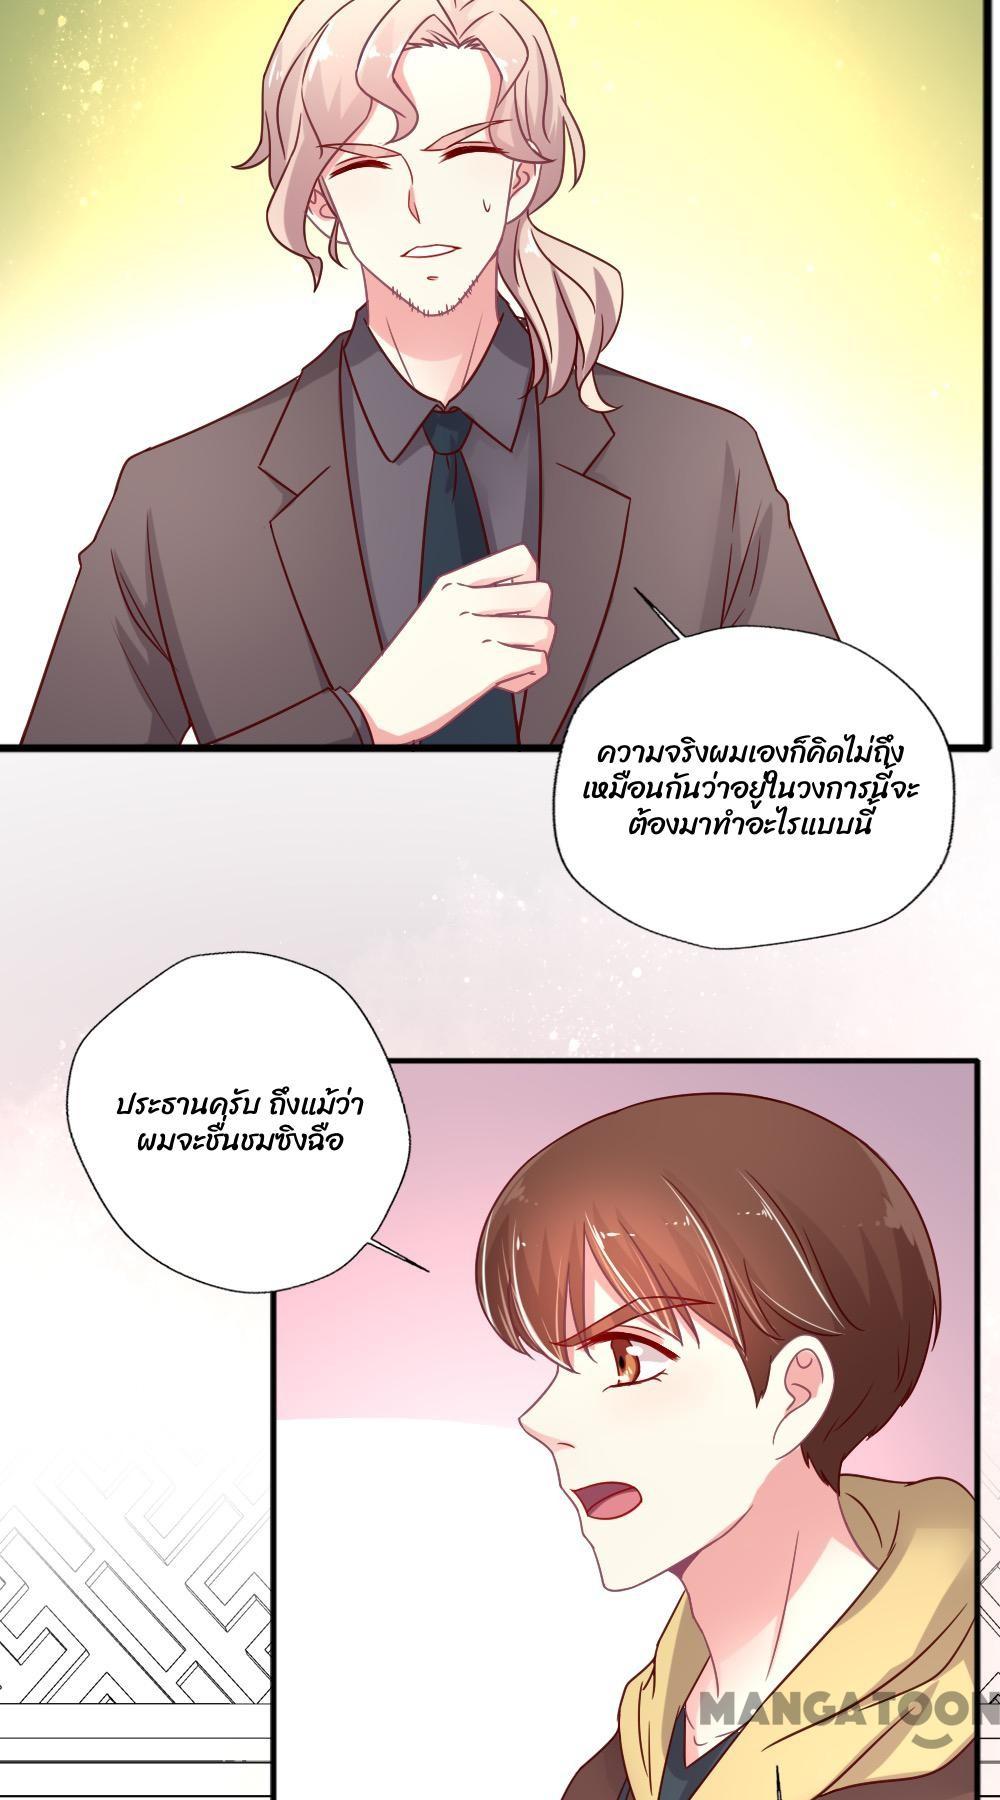 ความจริงผมเองก็คิดไม่ถึง
เหมือนกันว่าอยู่ในวงการนี้จะ
ต้องมาทำอะไรแบบนี้
ประธานครับ ถึงแม้ว่า
ผมจะชื่นชมซิงฉือ
MANGATOON